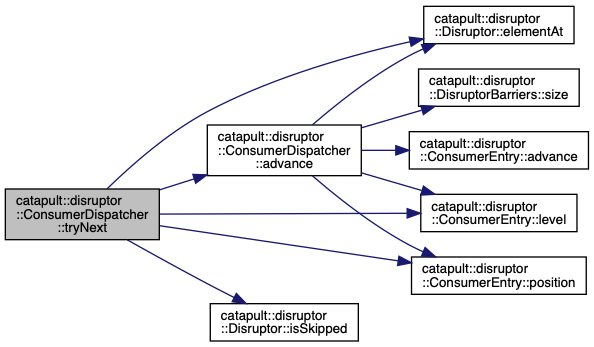 catapult::disruptor
::Disruptor::elementAt
catapult::disruptor
::DisruptorBarriers::size
catapult::disruptor
::ConsumerDispatcher
::advance
catapult::disruptor
::ConsumerEntry::advance
catapult::disruptor
::ConsumerDispatcher
::tryNext
catapult::disruptor
::ConsumerEntry::level
catapult::disruptor
::ConsumerEntry::position
catapult::disruptor
::Disruptor::isSkipped